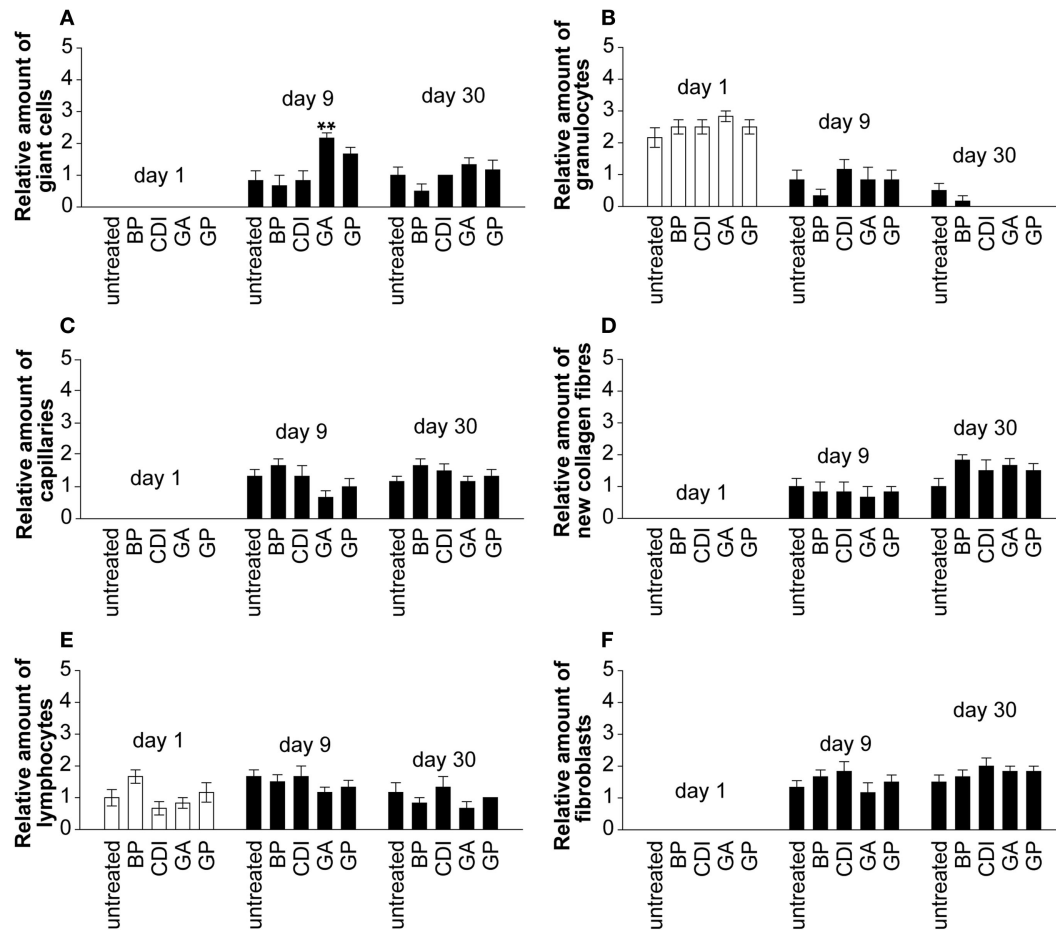 A
Relative amount of
giant cells
5
4
3
2
1
0
day 1
day 9
**
day 30
untreated
BP
CDI
GA
GP
untreated
BP
CDI
GA
GP
untreated
BP
CDI
GA
GP
B
Relative amount of
granulocytes
5
4
3
2
1
0
day 1
day 9
day 30
untreated
BP
CDI
GA
GP
untreated
BP
CDI
GA
GP
untreated
BP
CDI
GA
GP
C
Relative amount of
capillaries
5
4
3
2
1
0
day 1
day 9
day 30
untreated
BP
CDI
GA
GP
untreated
BP
CDI
GA
GP
untreated
BP
CDI
GA
GP
D
Relative amount of
new collagen fibres
5
4
3
2
1
0
day 1
day 9
day 30
untreated
BP
CDI
GA
GP
untreated
BP
CDI
GA
GP
untreated
BP
CDI
GA
GP
E
Relative amount of
lymphocytes
5
4
3
2
1
0
day 1
day 9
day 30
untreated
BP
CDI
GA
GP
untreated
BP
CDI
GA
GP
untreated
BP
CDI
GA
GP
F
Relative amount of
fibroblasts
5
4
3
2
1
0
day 1
day 9
day 30
untreated
BP
CDI
GA
GP
untreated
BP
CDI
GA
GP
untreated
BP
CDI
GA
GP